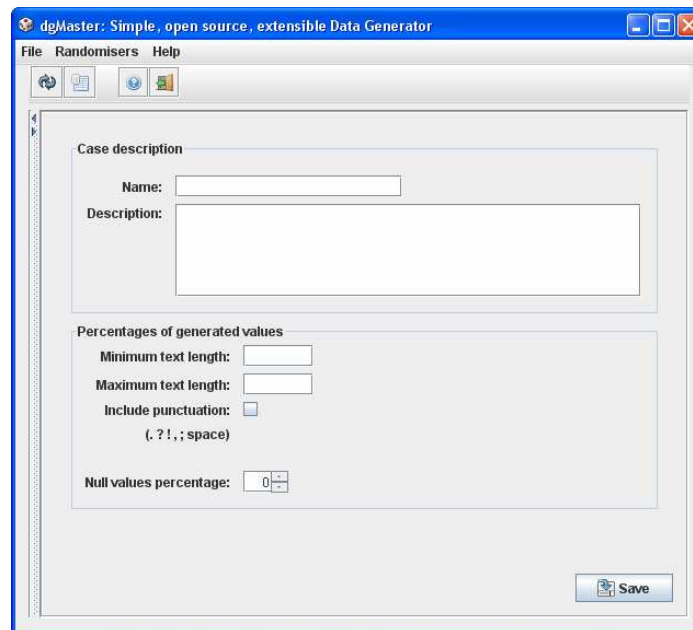 dgMaster: Simple, open source, extensible Data Generator
File Randomisers Help
Case description
Name:
Description:
Percentages of generated values
Minimum text length:
Maximum text length:
Include punctuation:
(. ? ! , ; space)
Null values percentage: 0
Save